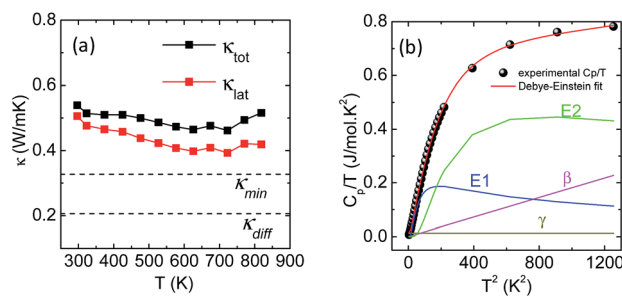 (a)
κtot
κlat
κmin
κdiff
0.8
0.6
0.4
0.2
κ (W/mK)
300 400 500 600 700 800 900
T (K)
(b)
experimental Cp/T
Debye-Einstein fit
E2
E1
β
γ
0.8
0.6
0.4
0.2
0.0
Cp/T (J/mol.K²)
0 400 800 1200
T² (K²)